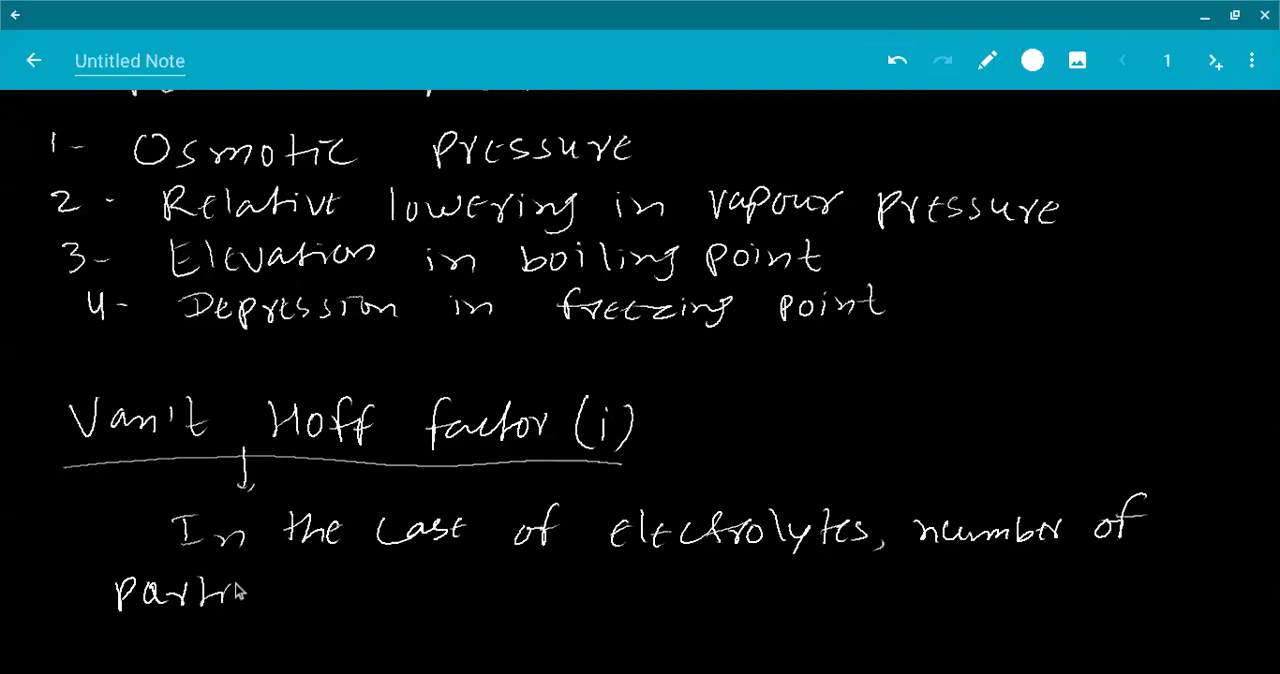 Untitled Note
1
1- Osmotic pressure
2- Relative lowering in vapour pressure
3- Elevation in boiling point
4- Depression in freezing point
Van't Hoff factor (i)
In the case of electrolytes, number of
parti